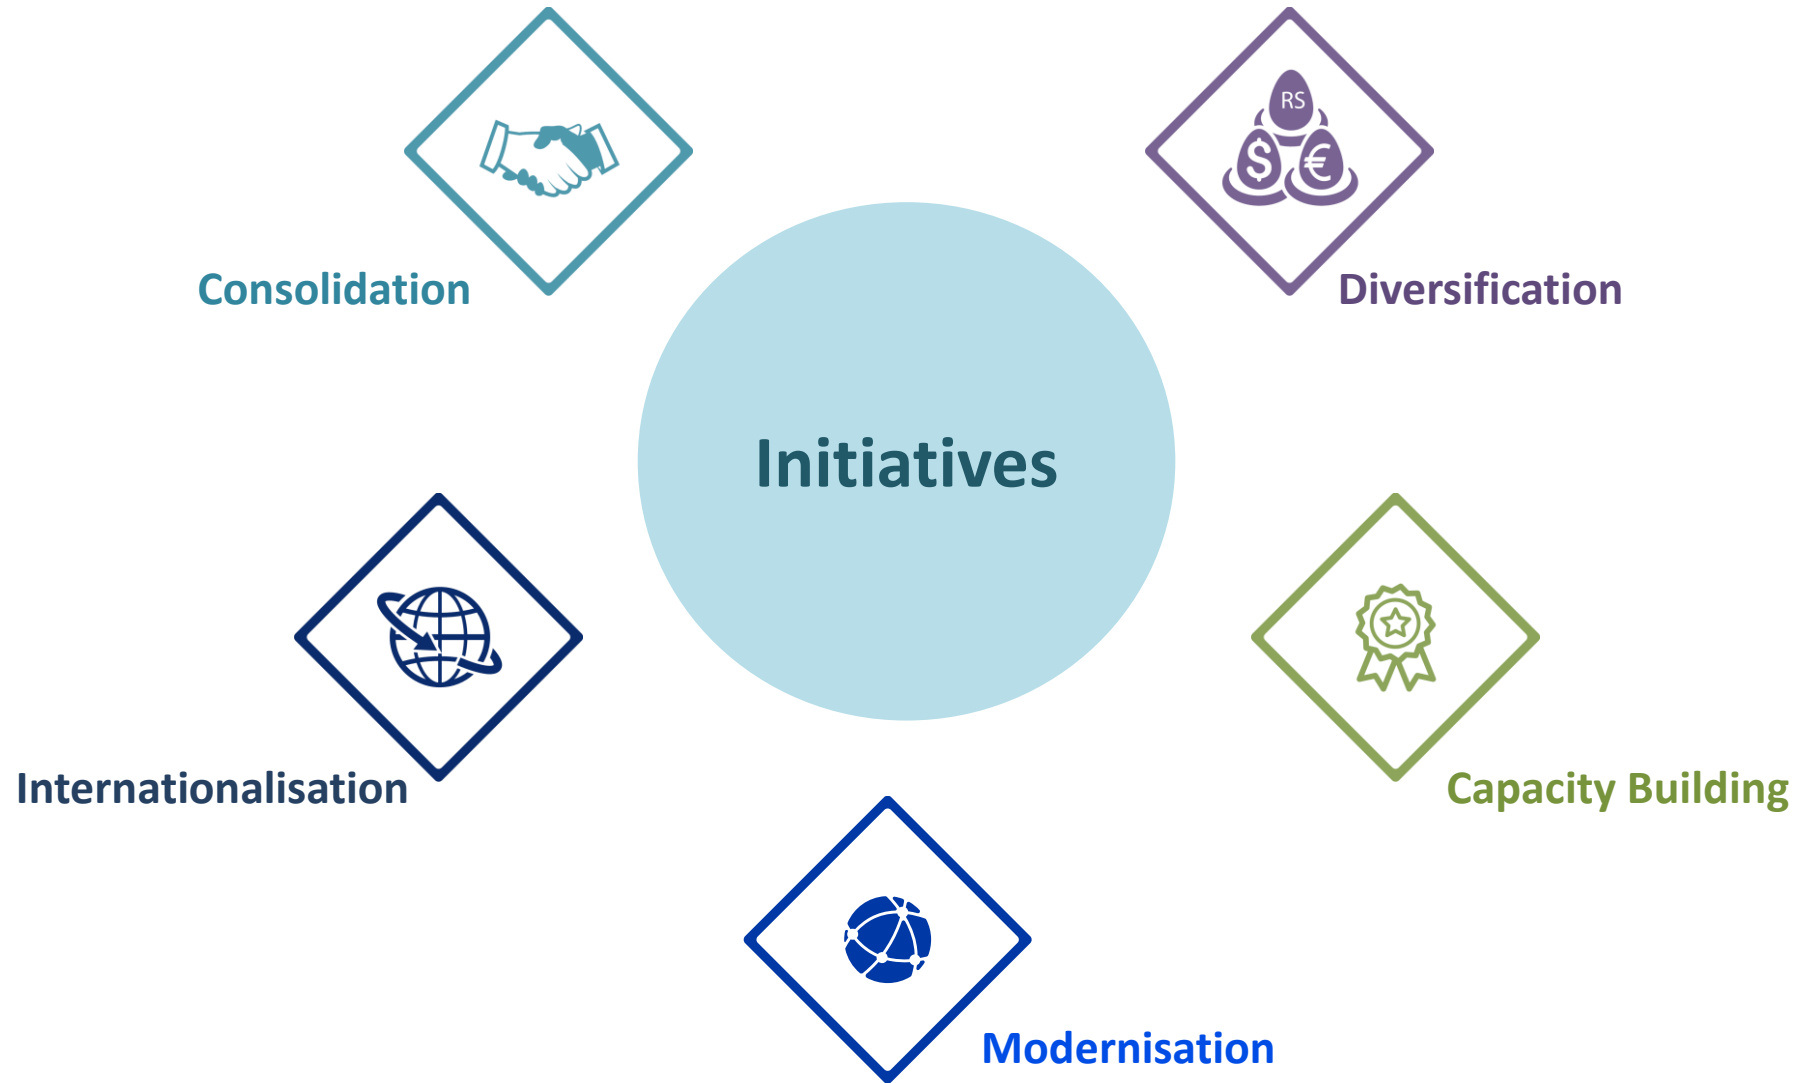 RS
$ €
Consolidation
Diversification
Initiatives
Internationalisation
Capacity Building
Modernisation